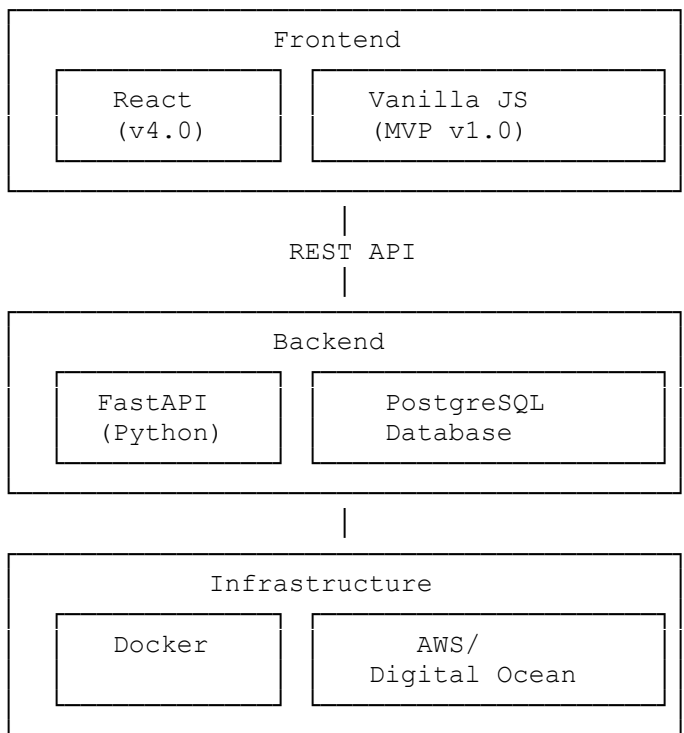 Frontend
React Vanilla JS
(v4.0) (MVP v1.0)
REST API
Backend
FastAPI PostgreSQL
(Python) Database
Infrastructure
Docker AWS/
Digital Ocean